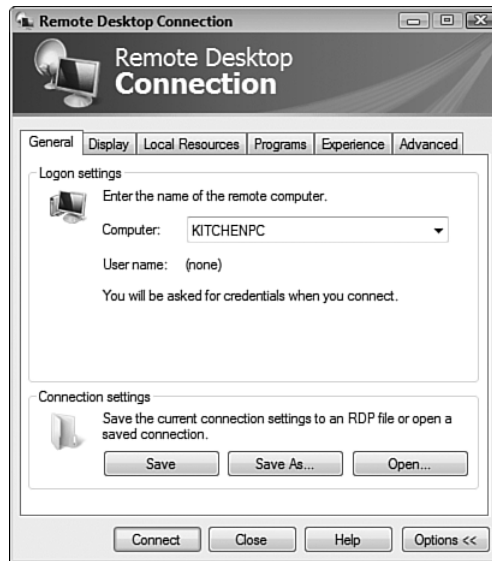 Remote Desktop Connection
Remote Desktop
Connection
General Display Local Resources Programs Experience Advanced
Logon settings
Enter the name of the remote computer.
Computer: KITCHENPC
User name: (none)
You will be asked for credentials when you connect.
Connection settings
Save the current connection settings to an RDP file or open a
saved connection.
Save Save As... Open...
Connect Close Help Options <<